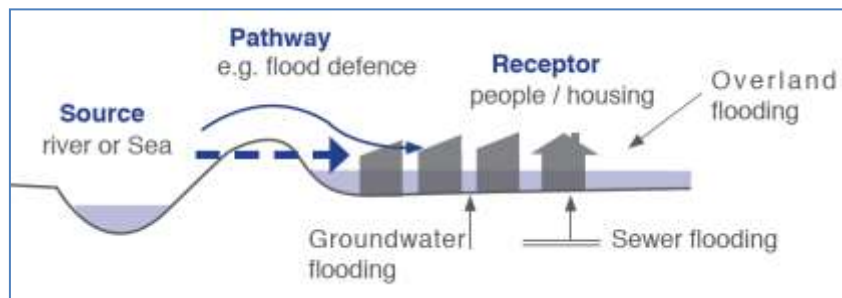 Pathway
e.g. flood defence
Source
river or Sea
Receptor
people / housing
Overland
flooding
Groundwater
flooding
Sewer flooding